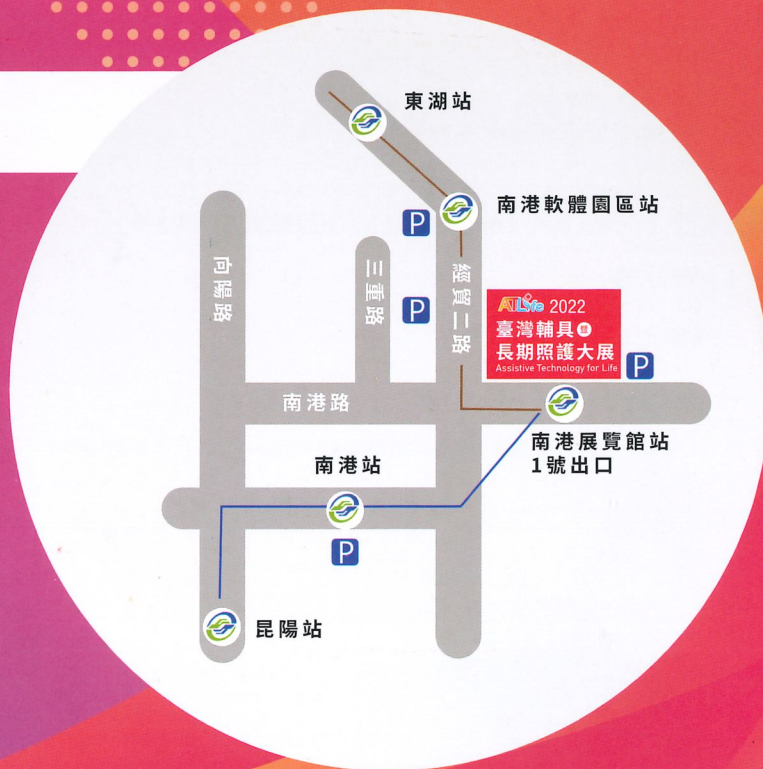 東湖站
南港軟體園區站
P
向陽路
三重路
P
經貿二路
ATLife 2022
臺灣輔具暨
長期照護大展
Assistive Technology for Life
P
南港路
南港展覽館站
1號出口
南港站
P
昆陽站